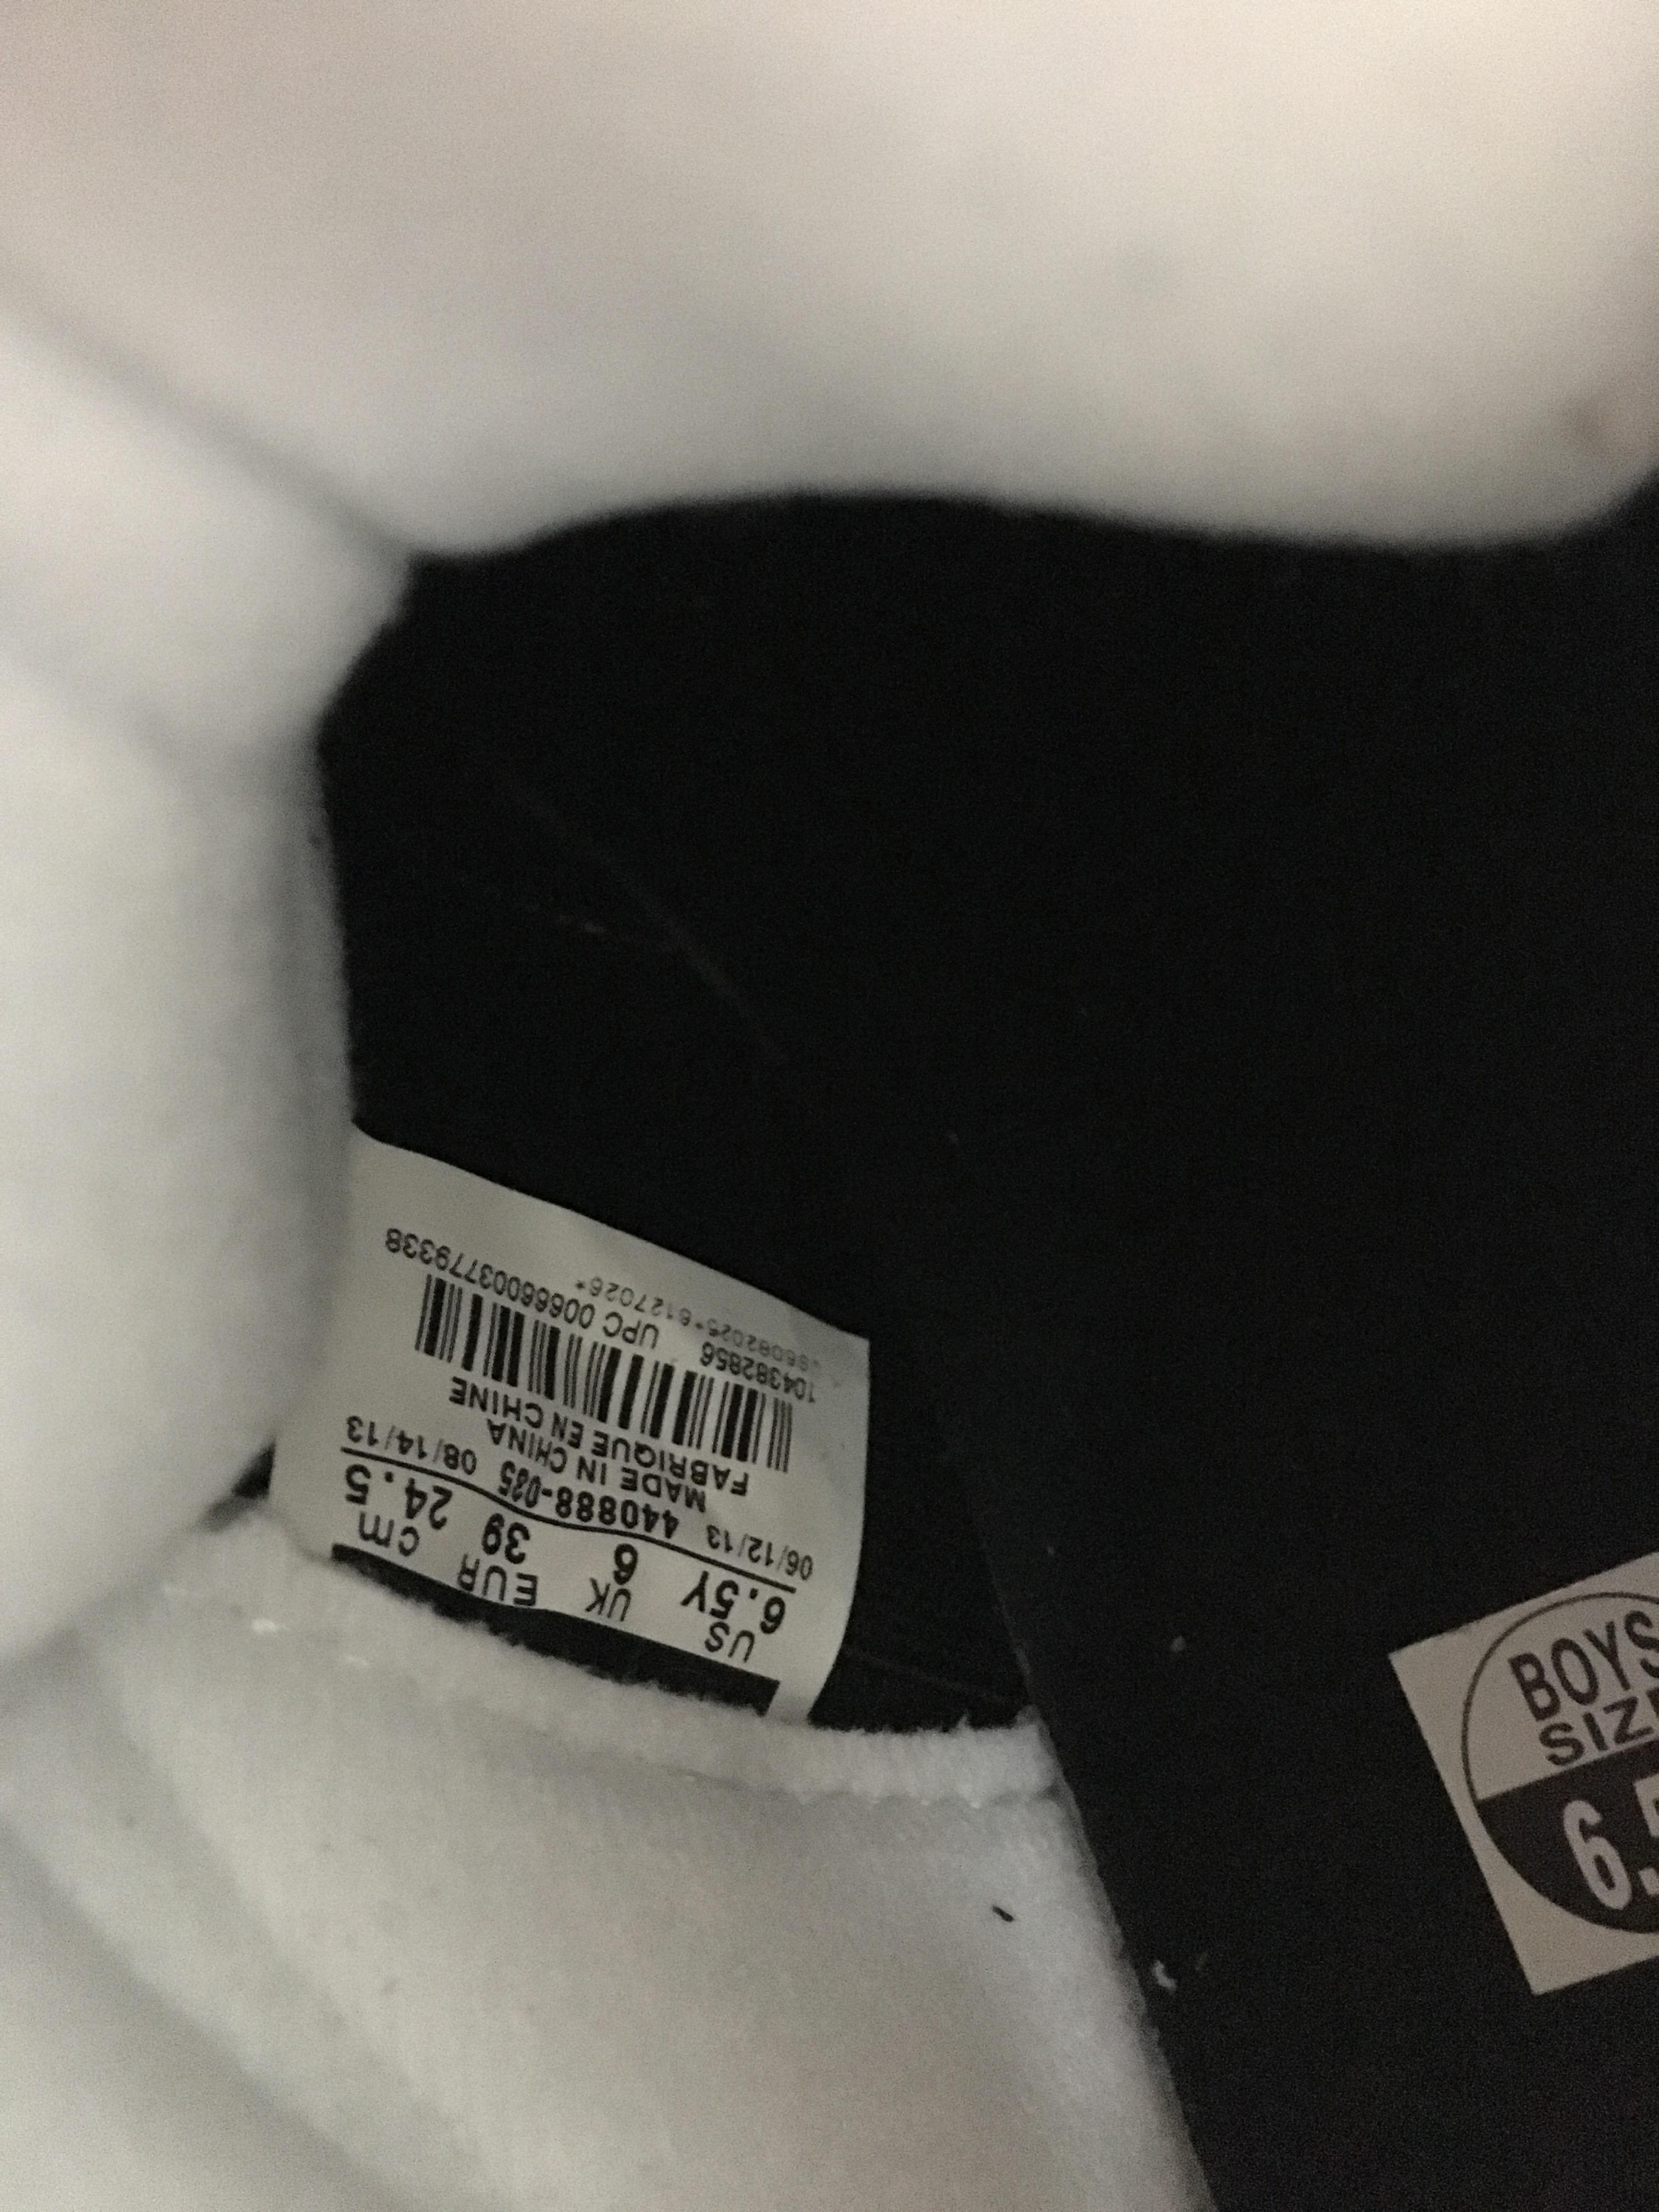 US UK EUR cm
6.5Y 6 39 24.5
06/12/13 440888-035 08/14/13
MADE IN CHINA
FABRIQUE EN CHINE
104382856 UPC 00666003779338
BOYS